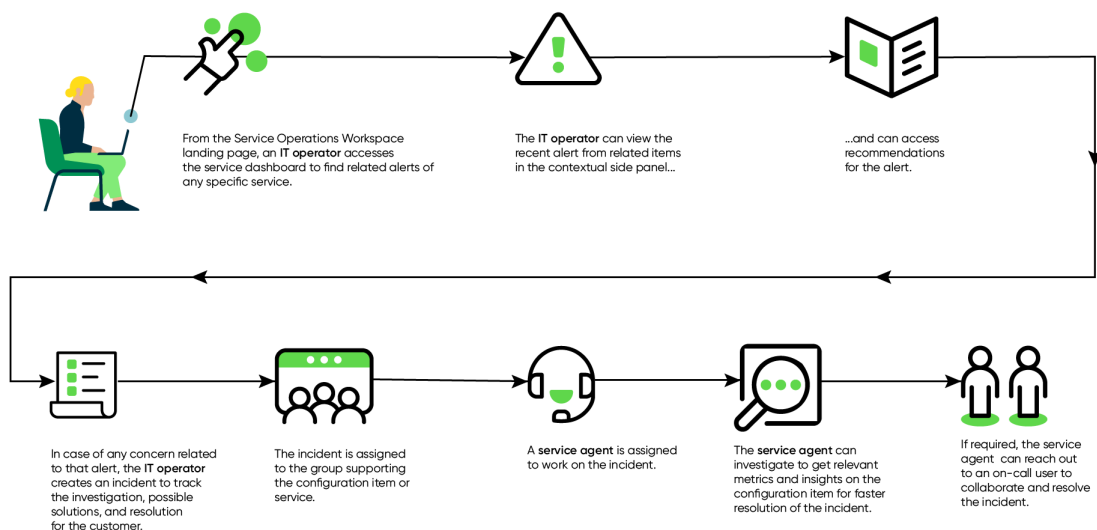 From the Service Operations Workspace
landing page, an IT operator accesses
the service dashboard to find related alerts of
any specific service.
The IT operator can view the
recent alert from related items
in the contextual side panel...
...and can access
recommendations
for the alert.
In case of any concern related
to that alert, the IT operator
creates an incident to track
the investigation, possible
solutions, and resolution
for the customer.
The incident is assigned
to the group supporting
the configuration item or
service.
A service agent is assigned
to work on the incident.
The service agent can
investigate to get relevant
metrics and insights on the
configuration item for faster
resolution of the incident.
If required, the service
agent can reach out
to an on-call user to
collaborate and resolve
the incident.